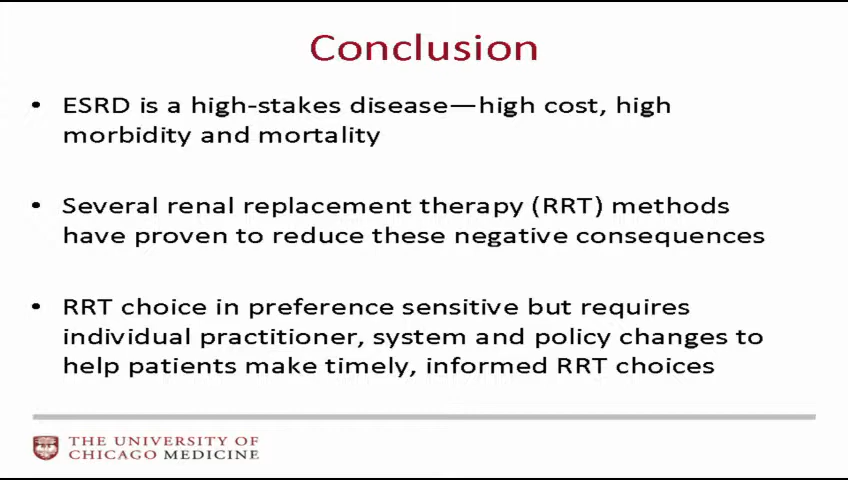 Conclusion
• ESRD is a high-stakes disease—high cost, high
morbidity and mortality
• Several renal replacement therapy (RRT) methods
have proven to reduce these negative consequences
• RRT choice in preference sensitive but requires
individual practitioner, system and policy changes to
help patients make timely, informed RRT choices
THE UNIVERSITY OF
CHICAGO MEDICINE